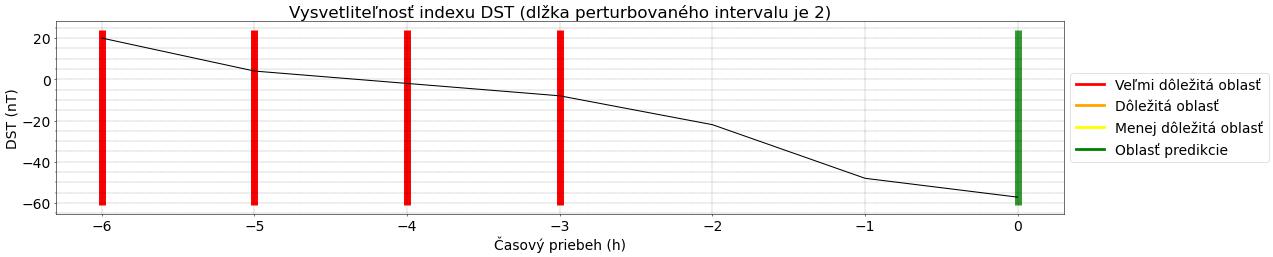 Vysvetliteľnosť indexu DST (dĺžka perturbovaného intervalu je 2)
DST (nT)
20
0
−20
−40
−60
−6 −5 −4 −3 −2 −1 0
Časový priebeh (h)
Veľmi dôležitá oblasť
Dôležitá oblasť
Menej dôležitá oblasť
Oblasť predikcie